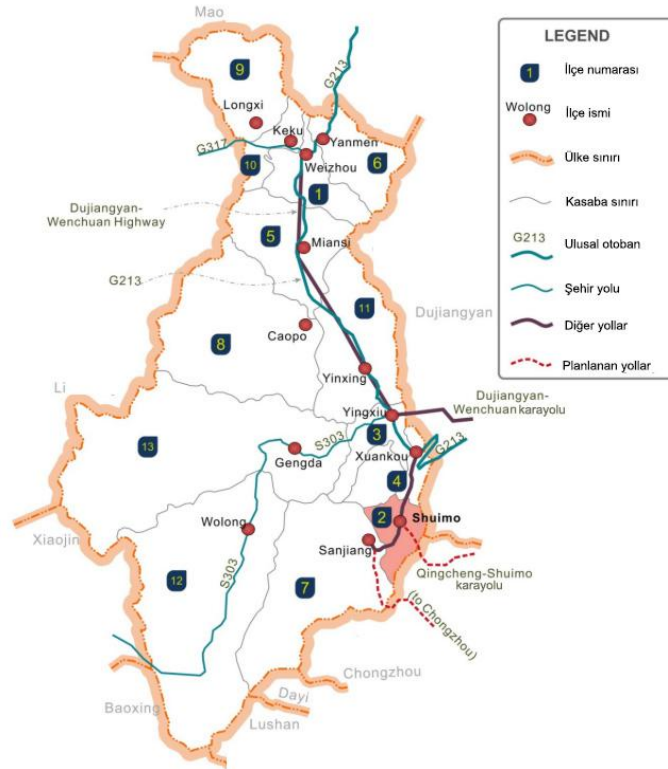 Mao
9
G213
Longxi
Keku
Yanmen
G317
Weizhou
10
6
1
Dujiangyan-
Wenchuan Highway
5
Miansi
G213
11
Dujiangyan
Caopo
8
Yinxing
Li
Dujiangyan-
Wenchuan karayolu
Yingxiu
3
13
S303
Gengda
Xuankou
G213
4
2
Shuimo
Wolong
Sanjiang
Xiaojin
12
S303
7
Qingcheng-Shuimo
karayolu
(to Chongzhou)
Chongzhou
Dayi
Baoxing
Lushan
LEGEND
1
İlçe numarası
Wolong
İlçe ismi
Ülke sınırı
Kasaba sınırı
G213
Ulusal otoban
Şehir yolu
Diğer yollar
Planlanan yollar